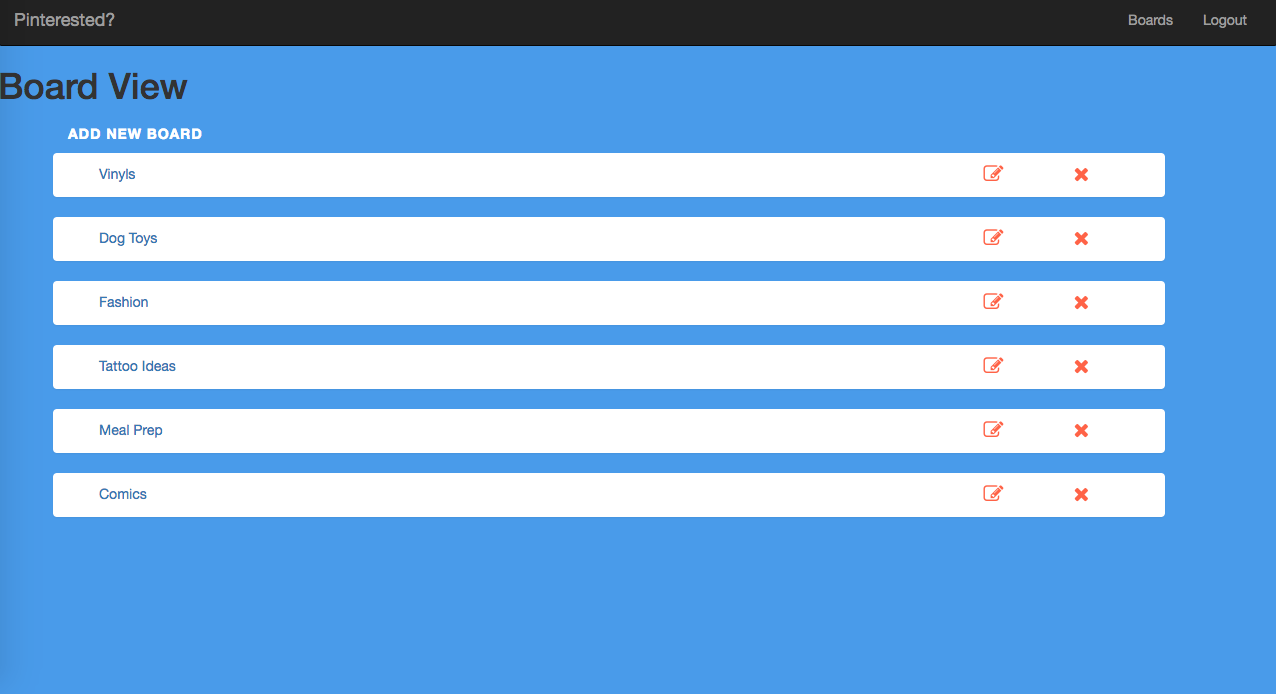 Pinterested? Boards Logout
Board View
ADD NEW BOARD
Vinyls
Dog Toys
Fashion
Tattoo Ideas
Meal Prep
Comics